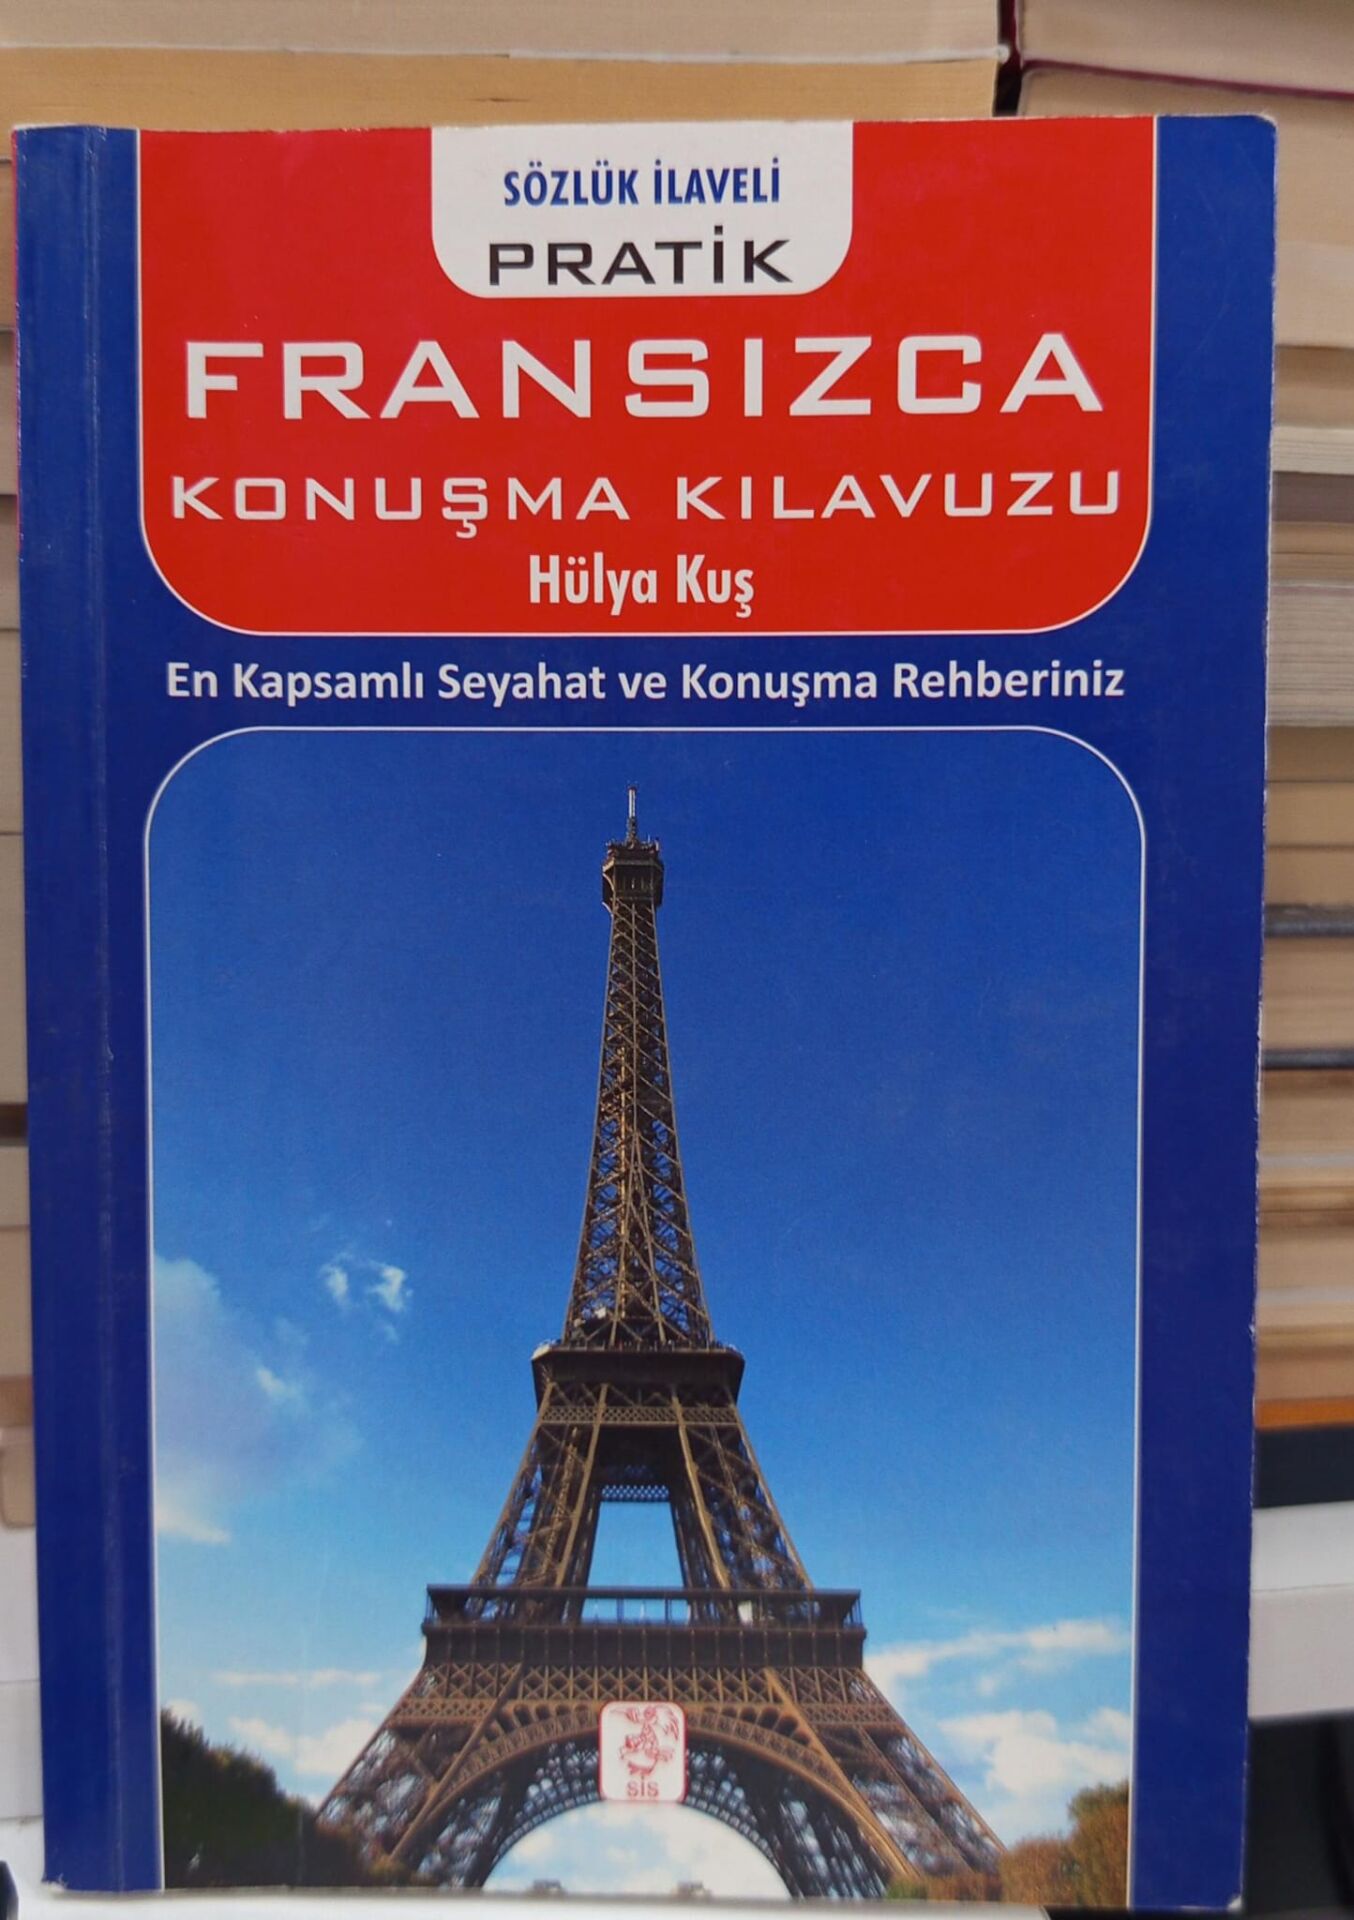 SÖZLÜK İLAVELİ
PRATİK
FRANSIZCA
KONUŞMA KILAVUZU
Hülya Kuş
En Kapsamlı Seyahat ve Konuşma Rehberiniz
SİS